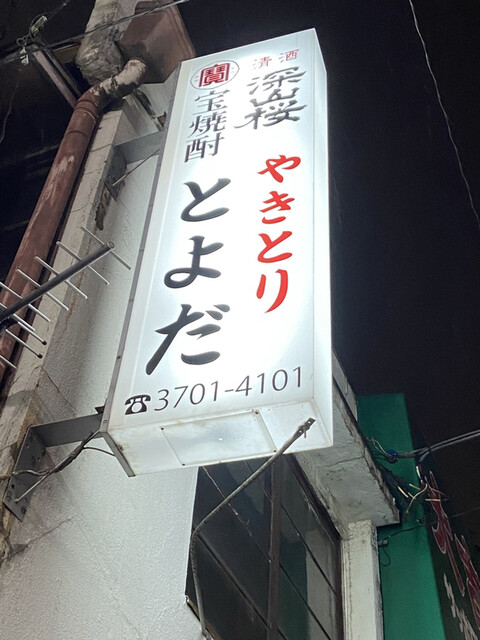 清酒
深山桜
寶
宝焼酎
やきとり
とよだ
☎3701-4101